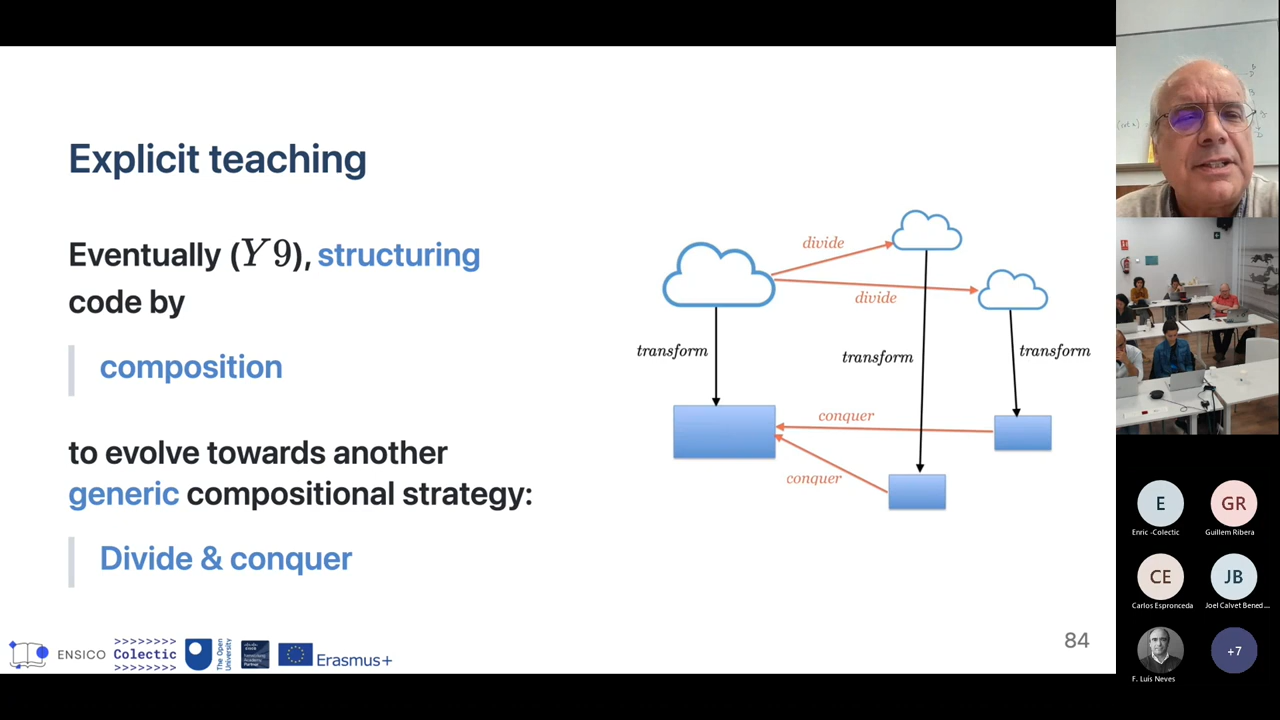 Explicit teaching
Eventually (Y9), structuring
code by
composition
to evolve towards another
generic compositional strategy:
Divide & conquer
divide
divide
transform
transform
transform
conquer
conquer
ENSICO
>>>>>>>>
Colectic
>>>>>>>>
The Open
University
Erasmus+
84
E
Enric -Colectic
GR
Guillem Ribera
CE
Carlos Espronceda
JB
Joel Calvet Bened...
F. Luís Neves
+7